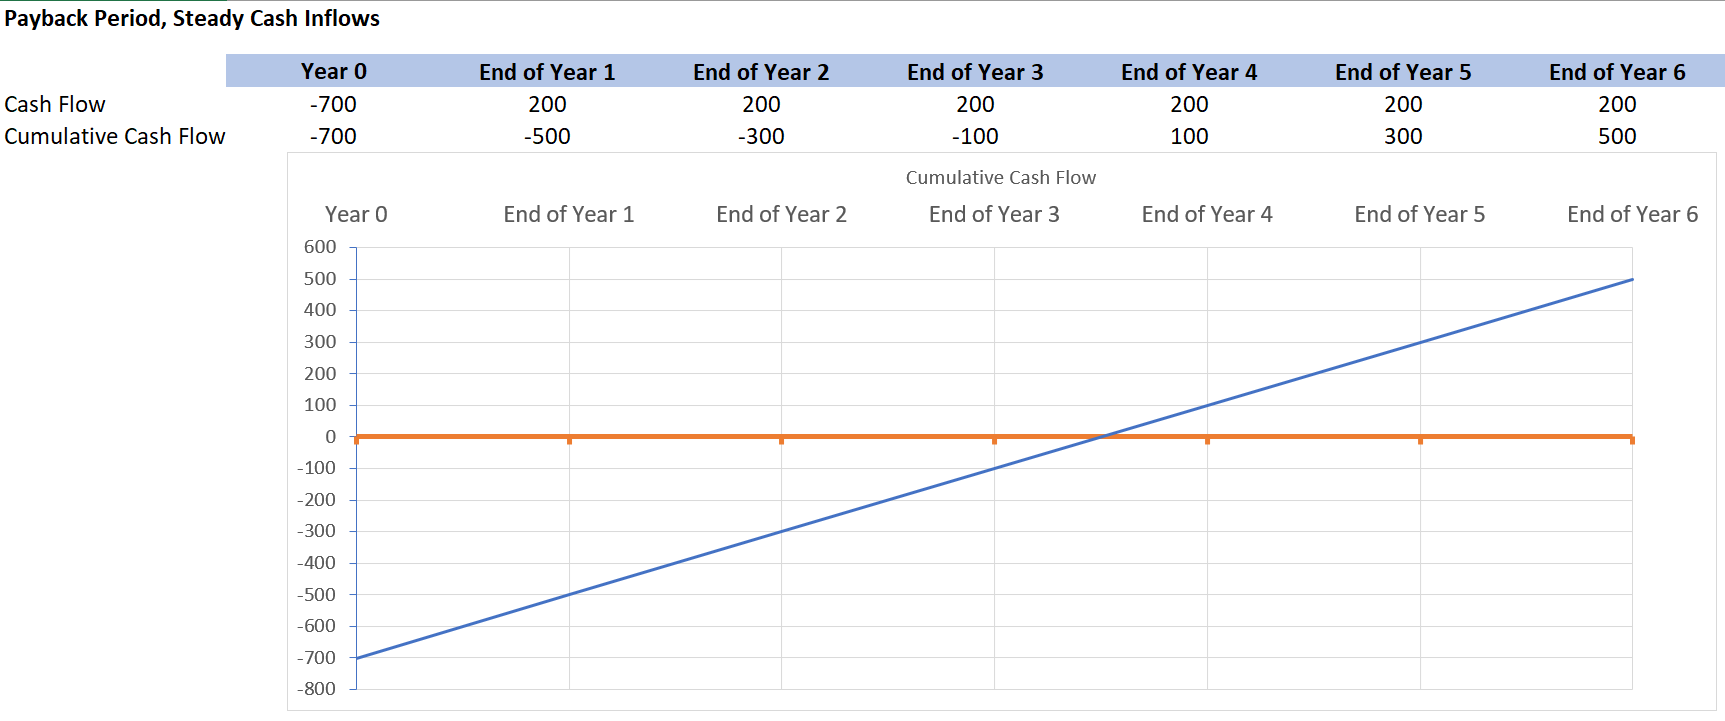 Payback Period, Steady Cash Inflows
Year 0 End of Year 1 End of Year 2 End of Year 3 End of Year 4 End of Year 5 End of Year 6
Cash Flow -700 200 200 200 200 200 200
Cumulative Cash Flow -700 -500 -300 -100 100 300 500
Cumulative Cash Flow
Year 0 End of Year 1 End of Year 2 End of Year 3 End of Year 4 End of Year 5 End of Year 6
600
500
400
300
200
100
0
-100
-200
-300
-400
-500
-600
-700
-800